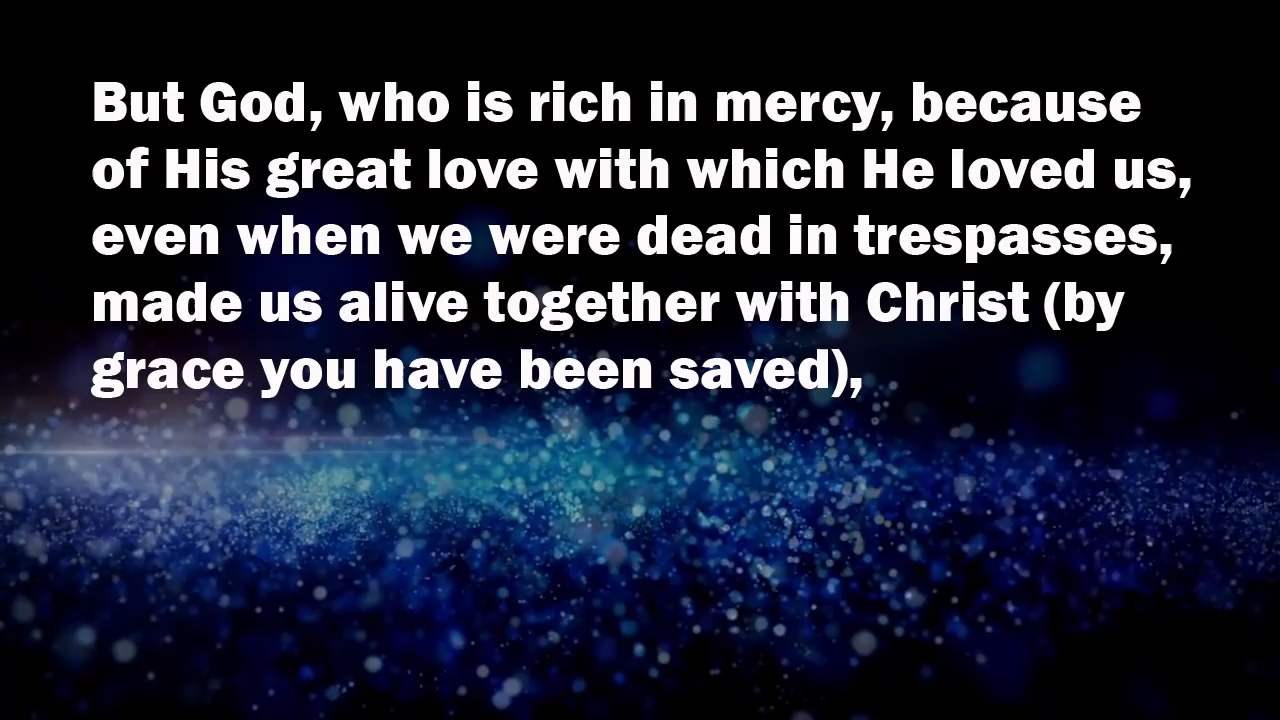 But God, who is rich in mercy, because
of His great love with which He loved us,
even when we were dead in trespasses,
made us alive together with Christ (by
grace you have been saved),